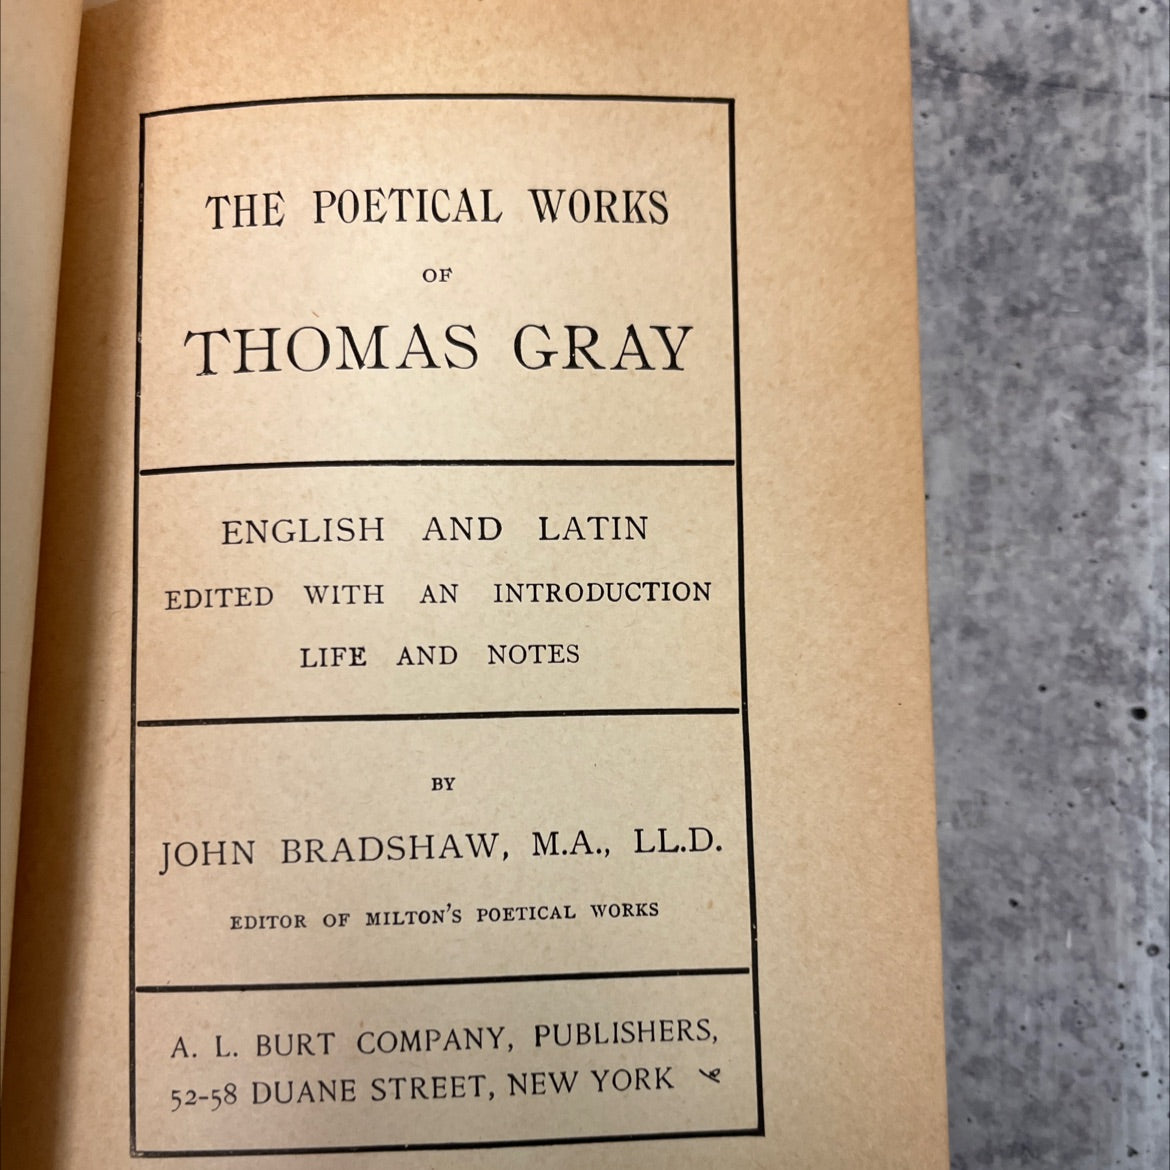 THE POETICAL WORKS
OF
THOMAS GRAY
ENGLISH AND LATIN
EDITED WITH AN INTRODUCTION
LIFE AND NOTES
BY
JOHN BRADSHAW, M.A., LL.D.
EDITOR OF MILTON'S POETICAL WORKS
A. L. BURT COMPANY, PUBLISHERS,
52-58 DUANE STREET, NEW YORK